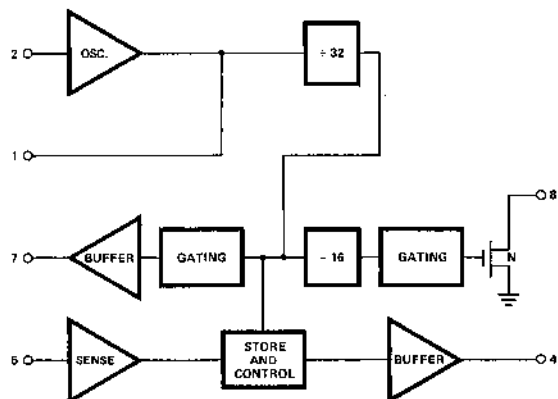 2 OSC. ÷ 32
1
8
7 BUFFER GATING ÷ 16 GATING N
6 SENSE STORE AND CONTROL BUFFER 4